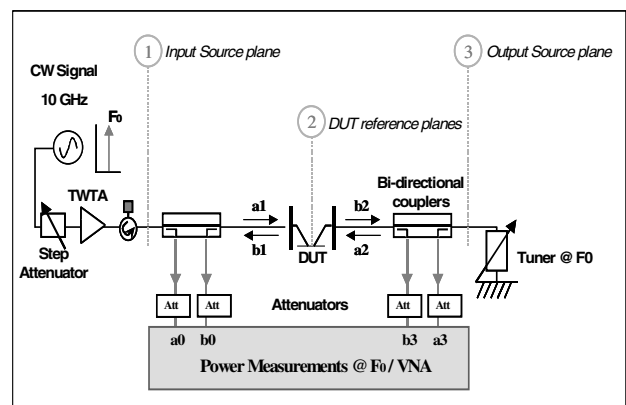 1 Input Source plane
3 Output Source plane
CW Signal
10 GHz
F0
2 DUT reference planes
TWTA
Bi-directional
couplers
a1
b2
b1
a2
DUT
Step
Attenuator
Tuner @ F0
Att
Att
Attenuators
Att
Att
a0
b0
b3
a3
Power Measurements @ F0 / VNA